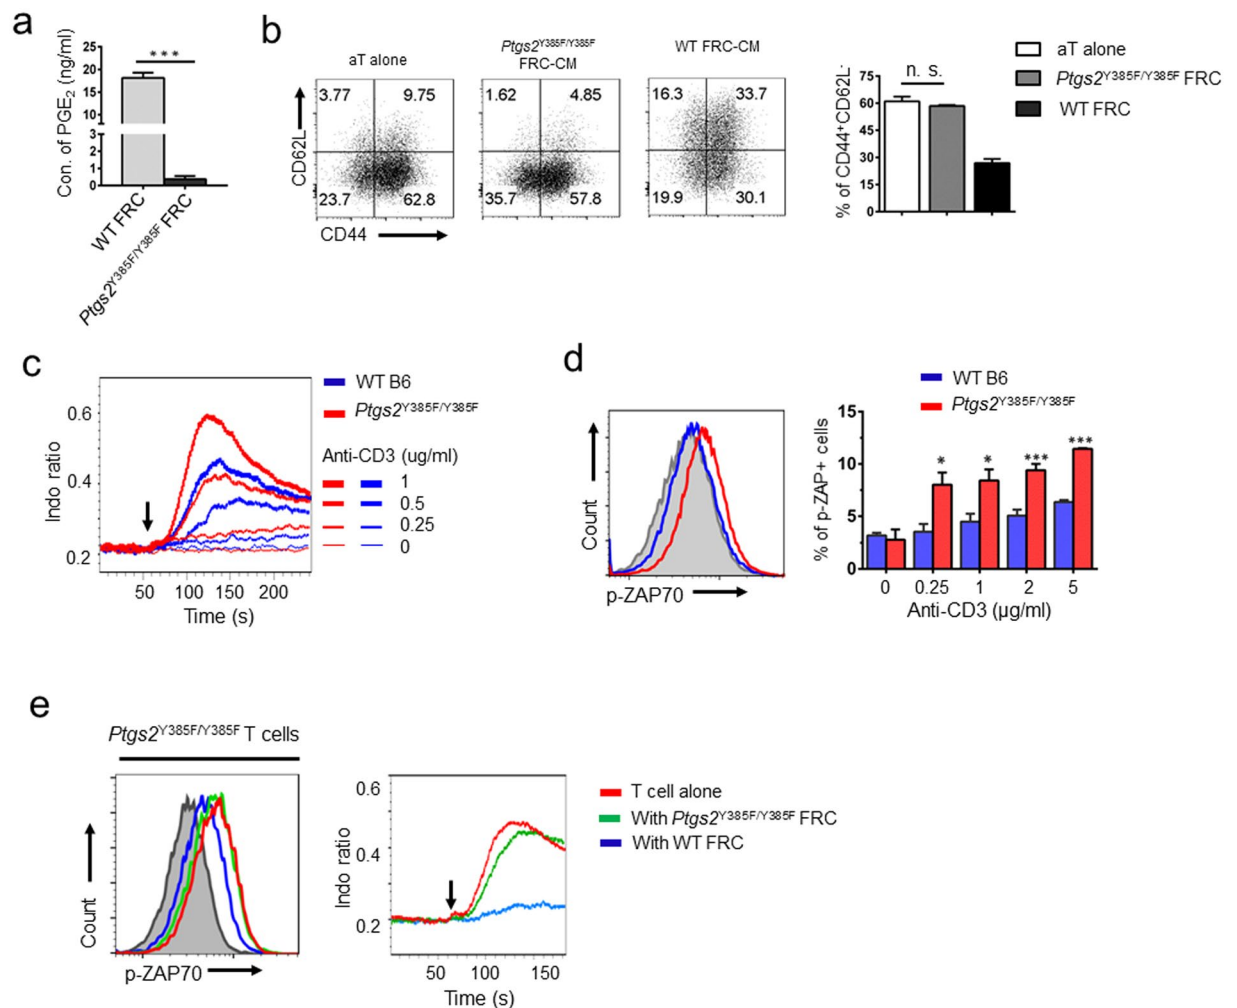 a
Con. of PGE2 (ng/ml)
25
20
15
10
5
3
2
1
0
***
WT FRC
Ptgs2Y385F/Y385F FRC
b
aT alone
Ptgs2Y385F/Y385F
FRC-CM
WT FRC-CM
3.77 9.75
23.7 62.8
1.62 4.85
35.7 57.8
16.3 33.7
19.9 30.1
CD62L
CD44
% of CD44+CD62L-
75
60
45
30
15
0
n. s.
aT alone
Ptgs2Y385F/Y385F FRC
WT FRC
c
Indo ratio
0.6
0.4
0.2
50 100 150 200
Time (s)
WT B6
Ptgs2Y385F/Y385F
Anti-CD3 (ug/ml)
1
0.5
0.25
0
d
Count
p-ZAP70
WT B6
Ptgs2Y385F/Y385F
% of p-ZAP+ cells
15
10
5
0
* * *** ***
0 0.25 1 2 5
Anti-CD3 (µg/ml)
e
Ptgs2Y385F/Y385F T cells
Count
p-ZAP70
Indo ratio
0.6
0.4
0.2
50 100 150
Time (s)
T cell alone
With Ptgs2Y385F/Y385F FRC
With WT FRC